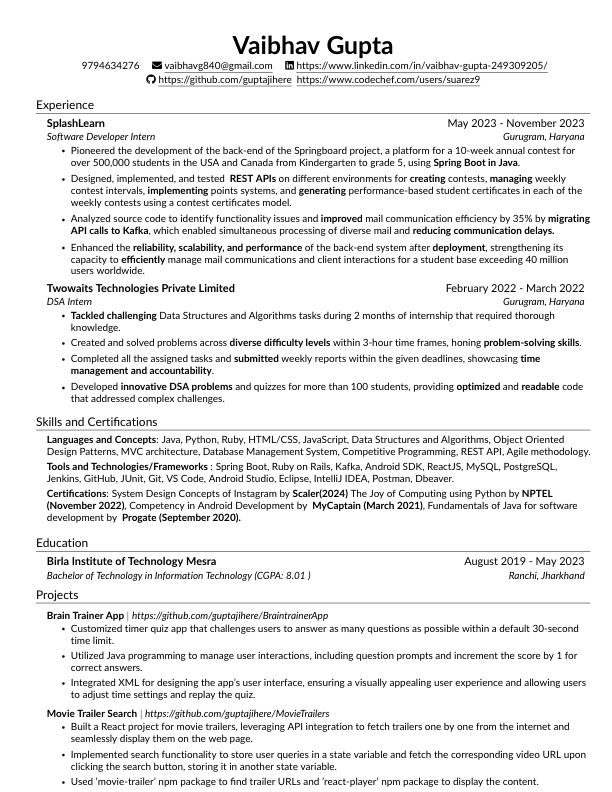 Vaibhav Gupta
9794634276 vaibhavg840@gmail.com https://www.linkedin.com/in/vaibhav-gupta-249309205/
https://github.com/guptajihere https://www.codechef.com/users/suarez9
Experience
SplashLearn May 2023 - November 2023
Software Developer Intern Gurugram, Haryana
• Pioneered the development of the back-end of the Springboard project, a platform for a 10-week annual contest for
over 500,000 students in the USA and Canada from Kindergarten to grade 5, using Spring Boot in Java.
• Designed, implemented, and tested REST APIs on different environments for creating contests, managing weekly
contest intervals, implementing points systems, and generating performance-based student certificates in each of the
weekly contests using a contest certificates model.
• Analyzed source code to identify functionality issues and improved mail communication efficiency by 35% by migrating
API calls to Kafka, which enabled simultaneous processing of diverse mail and reducing communication delays.
• Enhanced the reliability, scalability, and performance of the back-end system after deployment, strengthening its
capacity to efficiently manage mail communications and client interactions for a student base exceeding 40 million
users worldwide.
Twowaits Technologies Private Limited February 2022 - March 2022
DSA Intern Gurugram, Haryana
• Tackled challenging Data Structures and Algorithms tasks during 2 months of internship that required thorough
knowledge.
• Created and solved problems across diverse difficulty levels within 3-hour time frames, honing problem-solving skills.
• Completed all the assigned tasks and submitted weekly reports within the given deadlines, showcasing time
management and accountability.
• Developed innovative DSA problems and quizzes for more than 100 students, providing optimized and readable code
that addressed complex challenges.
Skills and Certifications
Languages and Concepts: Java, Python, Ruby, HTML/CSS, JavaScript, Data Structures and Algorithms, Object Oriented
Design Patterns, MVC architecture, Database Management System, Competitive Programming, REST API, Agile methodology.
Tools and Technologies/Frameworks : Spring Boot, Ruby on Rails, Kafka, Android SDK, ReactJS, MySQL, PostgreSQL,
Jenkins, GitHub, JUnit, Git, VS Code, Android Studio, Eclipse, IntelliJ IDEA, Postman, Dbeaver.
Certifications: System Design Concepts of Instagram by Scaler(2024) The Joy of Computing using Python by NPTEL
(November 2022), Competency in Android Development by MyCaptain (March 2021), Fundamentals of Java for software
development by Progate (September 2020).
Education
Birla Institute of Technology Mesra August 2019 - May 2023
Bachelor of Technology in Information Technology (CGPA: 8.01 ) Ranchi, Jharkhand
Projects
Brain Trainer App | https://github.com/guptajihere/BraintrainerApp
• Customized timer quiz app that challenges users to answer as many questions as possible within a default 30-second
time limit.
• Utilized Java programming to manage user interactions, including question prompts and increment the score by 1 for
correct answers.
• Integrated XML for designing the app's user interface, ensuring a visually appealing user experience and allowing users
to adjust time settings and replay the quiz.
Movie Trailer Search | https://github.com/guptajihere/MovieTrailers
• Built a React project for movie trailers, leveraging API integration to fetch trailers one by one from the internet and
seamlessly display them on the web page.
• Implemented search functionality to store user queries in a state variable and fetch the corresponding video URL upon
clicking the search button, storing it in another state variable.
• Used 'movie-trailer' npm package to find trailer URLs and 'react-player' npm package to display the content.